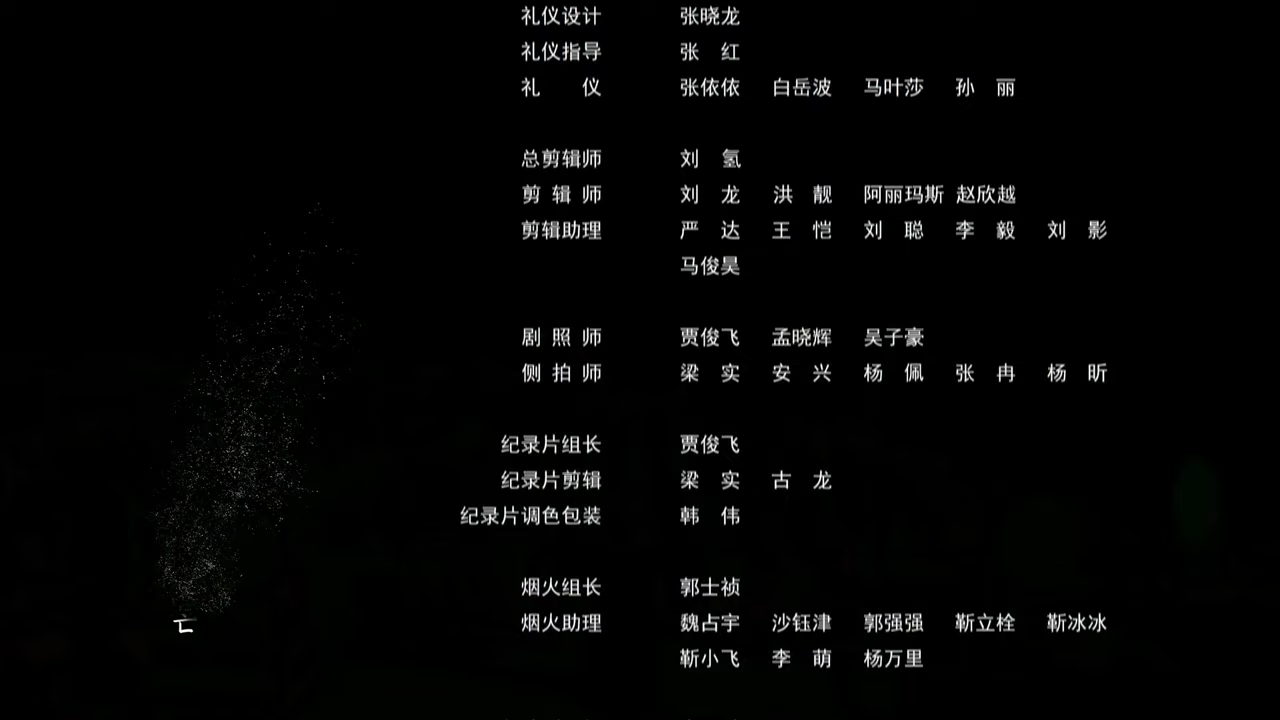 礼仪设计 张晓龙
礼仪指导 张 红
礼 仪 张依依 白岳波 马叶莎 孙 丽
总剪辑师 刘 氢
剪 辑 师 刘 龙 洪 靓 阿丽玛斯 赵欣越
剪辑助理 严 达 王 恺 刘 聪 李 毅 刘 影
马俊昊
剧 照 师 贾俊飞 孟晓辉 吴子豪
侧 拍 师 梁 实 安 兴 杨 佩 张 冉 杨 昕
纪录片组长 贾俊飞
纪录片剪辑 梁 实 古 龙
纪录片调色包装 韩 伟
烟火组长 郭士祯
烟火助理 魏占宇 沙钰津 郭强强 靳立栓 靳冰冰
靳小飞 李 萌 杨万里
亡